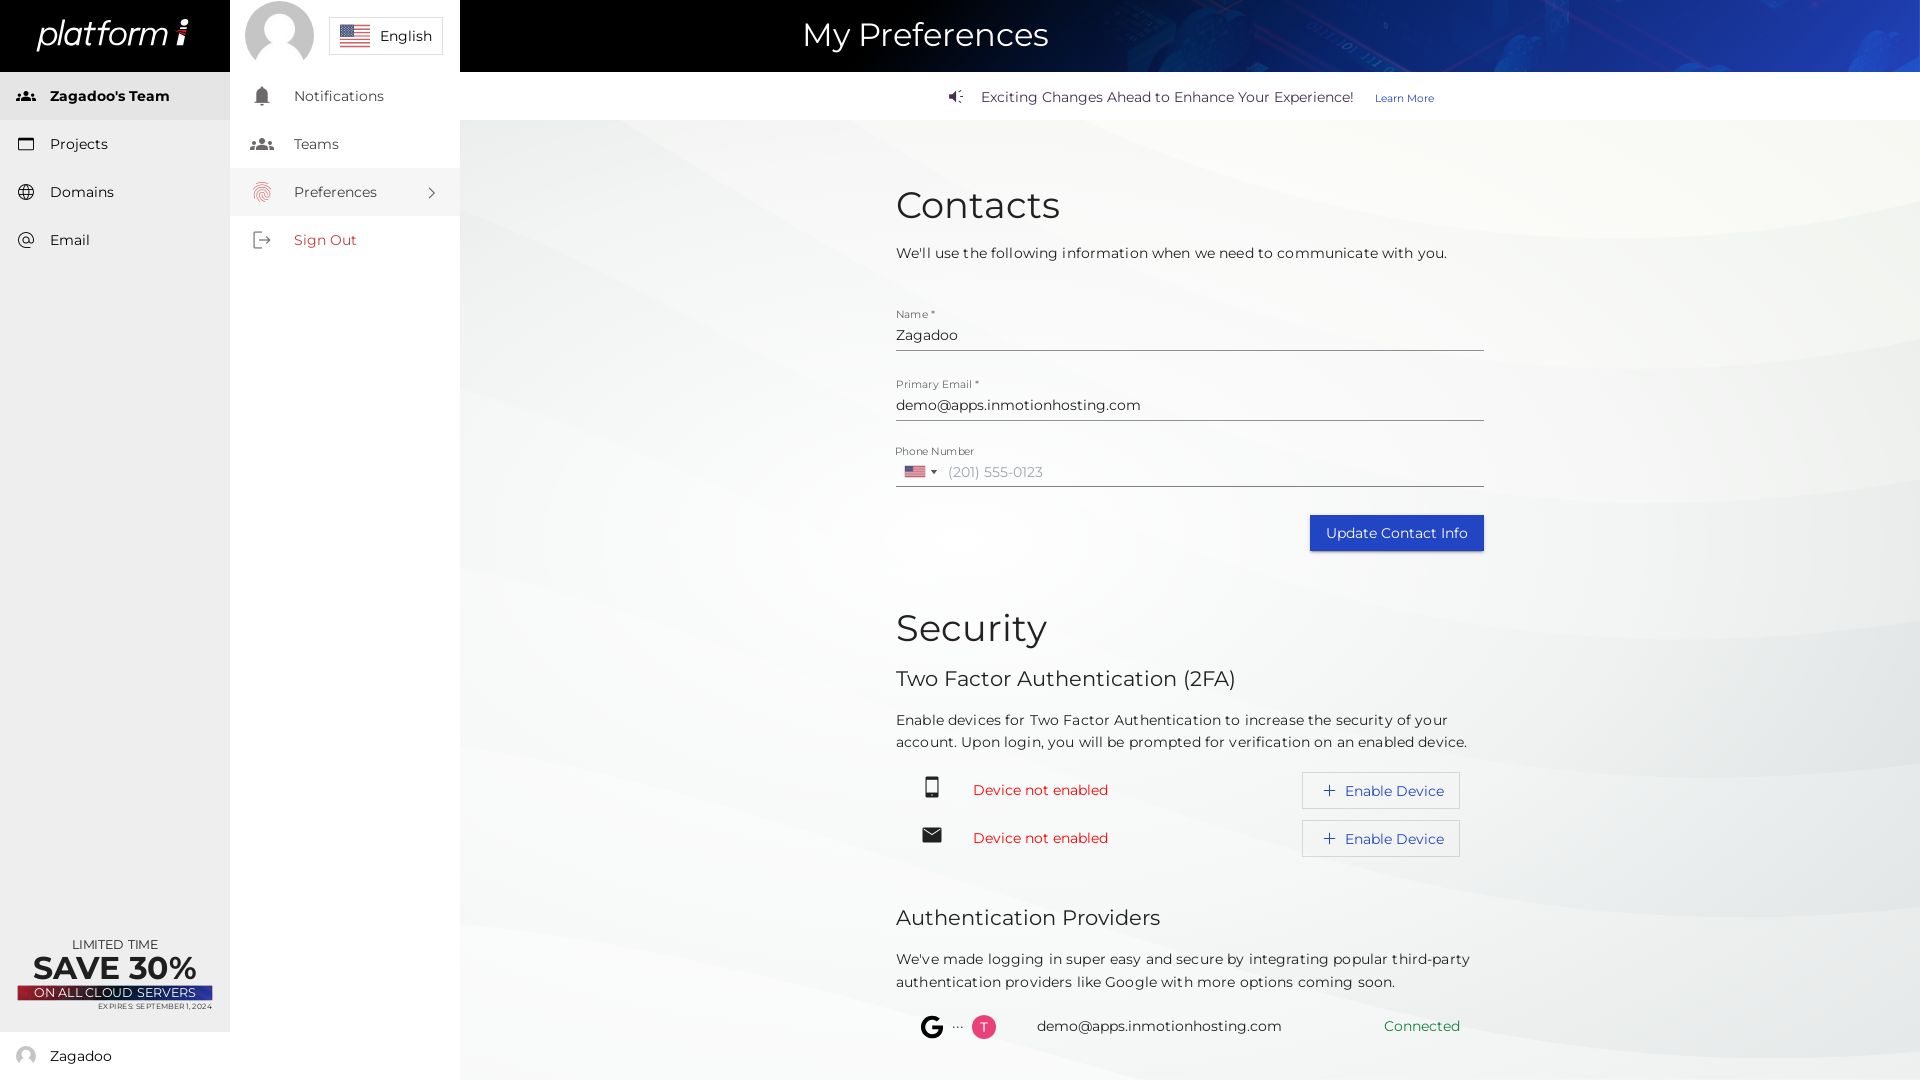 platform i
English
My Preferences
Zagadoo's Team
Projects
Domains
Email
Notifications
Teams
Preferences
Sign Out
Exciting Changes Ahead to Enhance Your Experience! Learn More
Contacts
We'll use the following information when we need to communicate with you.
Name *
Zagadoo
Primary Email *
demo@apps.inmotionhosting.com
Phone Number
(201) 555-0123
Update Contact Info
Security
Two Factor Authentication (2FA)
Enable devices for Two Factor Authentication to increase the security of your
account. Upon login, you will be prompted for verification on an enabled device.
Device not enabled
Enable Device
Device not enabled
Enable Device
Authentication Providers
We've made logging in super easy and secure by integrating popular third-party
authentication providers like Google with more options coming soon.
G ... T demo@apps.inmotionhosting.com Connected
LIMITED TIME
SAVE 30%
ON ALL CLOUD SERVERS
EXPIRES: SEPTEMBER 1, 2024
Zagadoo